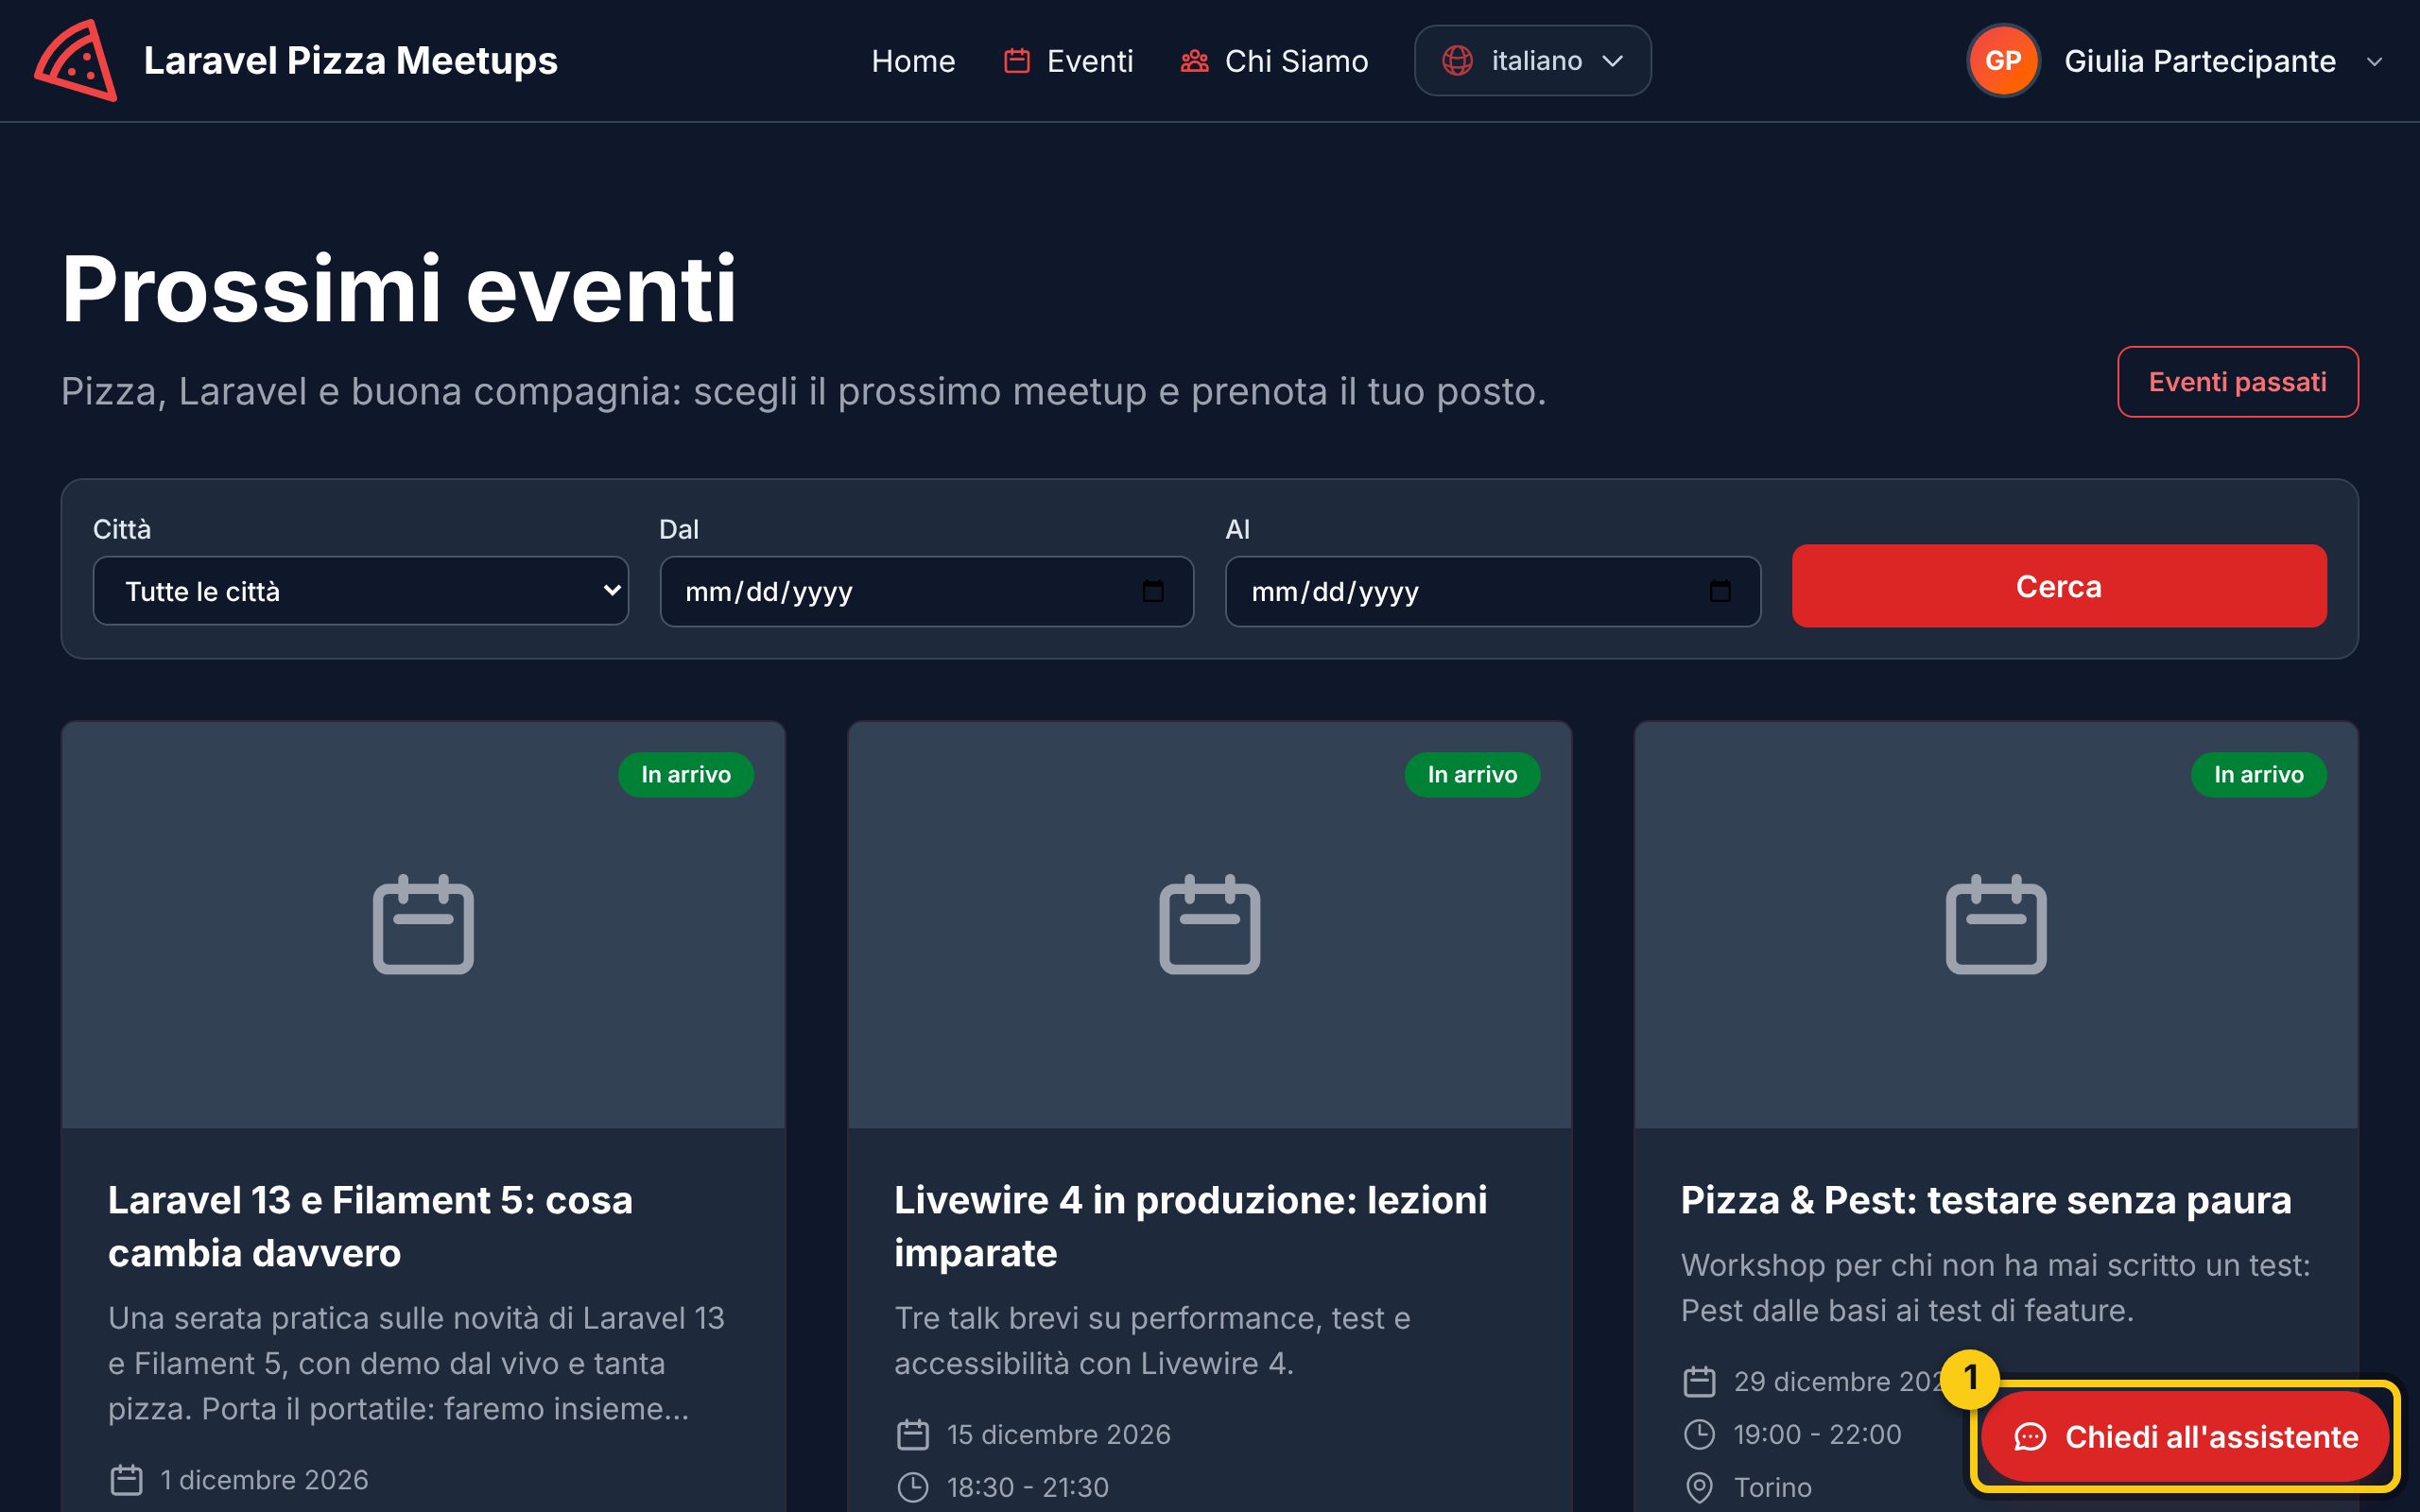 Laravel Pizza Meetups
Home
Eventi
Chi Siamo
italiano
GP
Giulia Partecipante
Prossimi eventi
Pizza, Laravel e buona compagnia: scegli il prossimo meetup e prenota il tuo posto.
Eventi passati
Città
Dal
Al
Tutte le città
mm/dd/yyyy
mm/dd/yyyy
Cerca
In arrivo
In arrivo
In arrivo
Laravel 13 e Filament 5: cosa
cambia davvero
Una serata pratica sulle novità di Laravel 13
e Filament 5, con demo dal vivo e tanta
pizza. Porta il portatile: faremo insieme...
1 dicembre 2026
Livewire 4 in produzione: lezioni
imparate
Tre talk brevi su performance, test e
accessibilità con Livewire 4.
15 dicembre 2026
18:30 - 21:30
Pizza & Pest: testare senza paura
Workshop per chi non ha mai scritto un test:
Pest dalle basi ai test di feature.
29 dicembre
19:00 - 22:00
Torino
1
Chiedi all'assistente